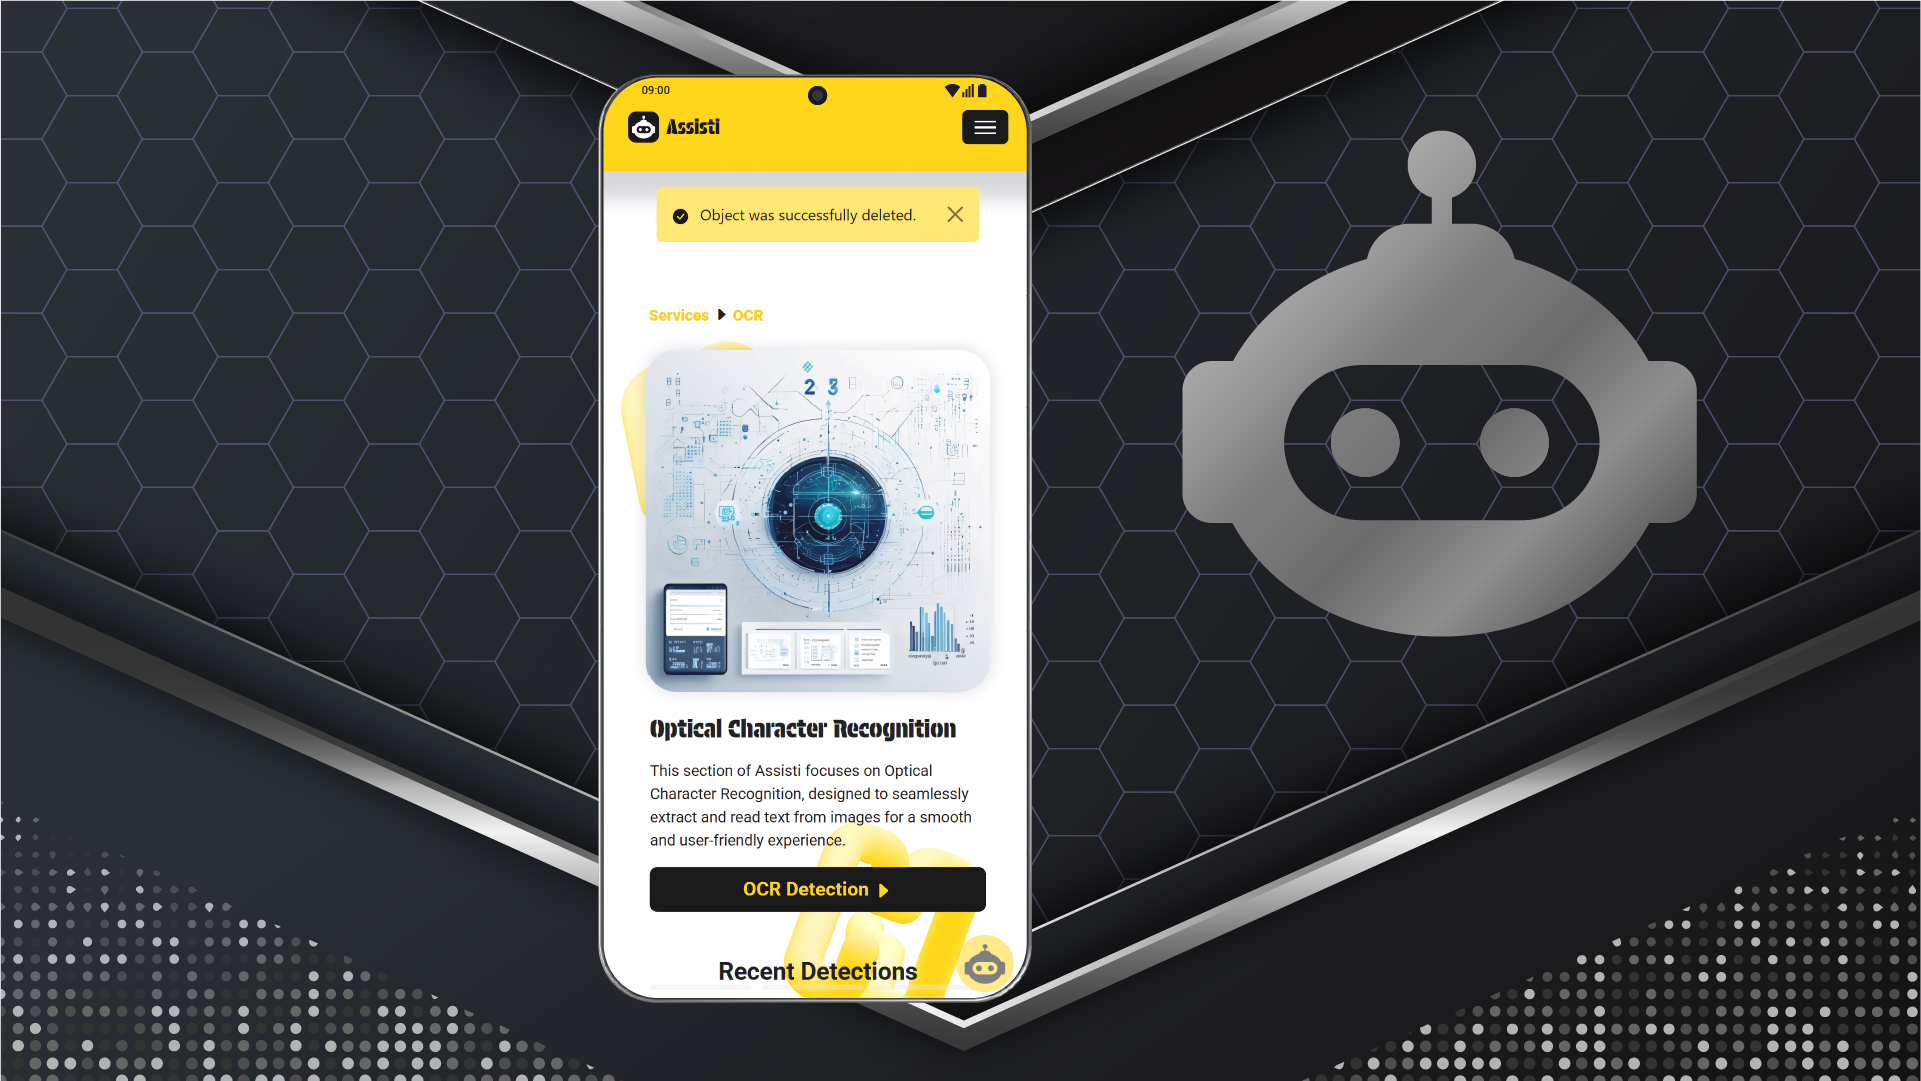 09:00
Assisti
Object was successfully deleted.
Services OCR
2 3
Optical Character Recognition
This section of Assisti focuses on Optical
Character Recognition, designed to seamlessly
extract and read text from images for a smooth
and user-friendly experience.
OCR Detection
Recent Detections